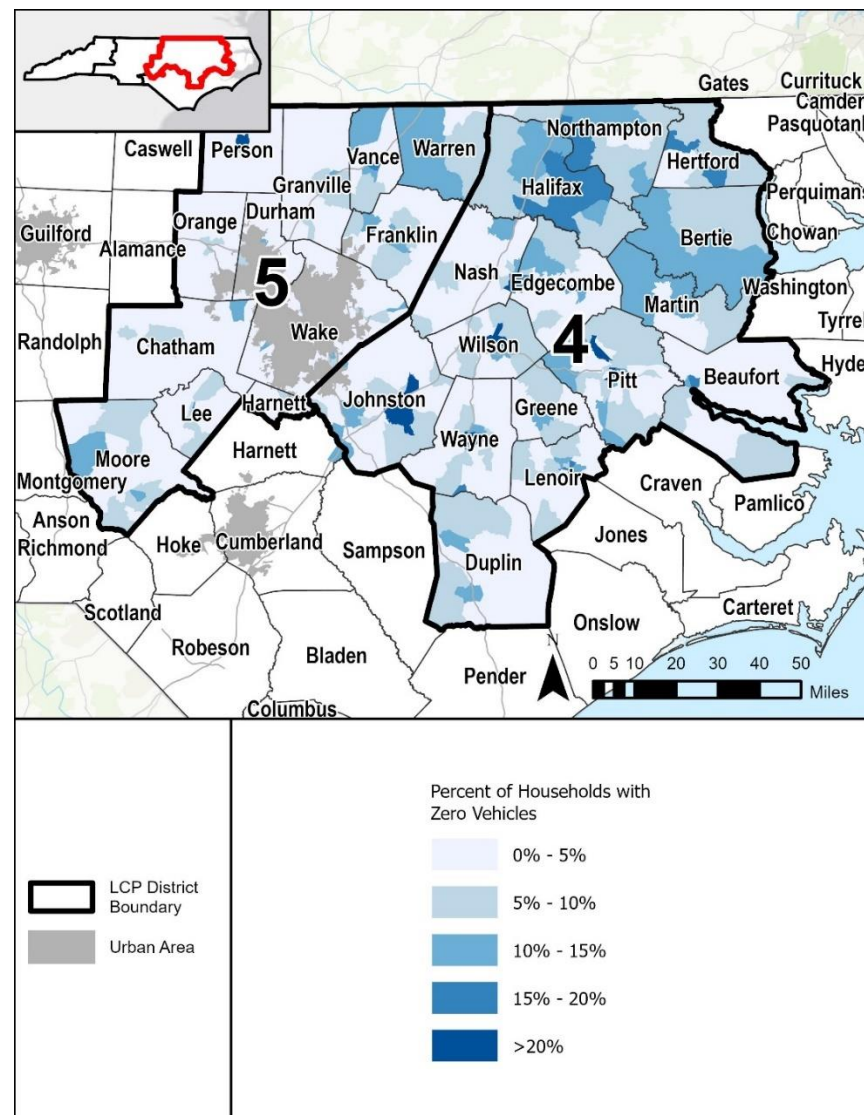 Gates
Currituck
Camden
Pasquotank
Caswell
Person
Vance
Warren
Northampton
Hertford
Granville
Halifax
Perquimans
Orange
Durham
Franklin
Bertie
Chowan
Guilford
Alamance
5
Nash
Edgecombe
Martin
Washington
Tyrrel
Randolph
Chatham
Wake
Wilson
4
Hyde
Pitt
Beaufort
Lee
Harnett
Johnston
Greene
Moore
Harnett
Wayne
Lenoir
Craven
Montgomery
Pamlico
Anson
Richmond
Hoke
Cumberland
Sampson
Duplin
Jones
Scotland
Onslow
Carteret
Robeson
Bladen
Pender
Columbus
N
0 5 10 20 30 40 50
Miles
LCP District
Boundary
Urban Area
Percent of Households with
Zero Vehicles
0% - 5%
5% - 10%
10% - 15%
15% - 20%
>20%